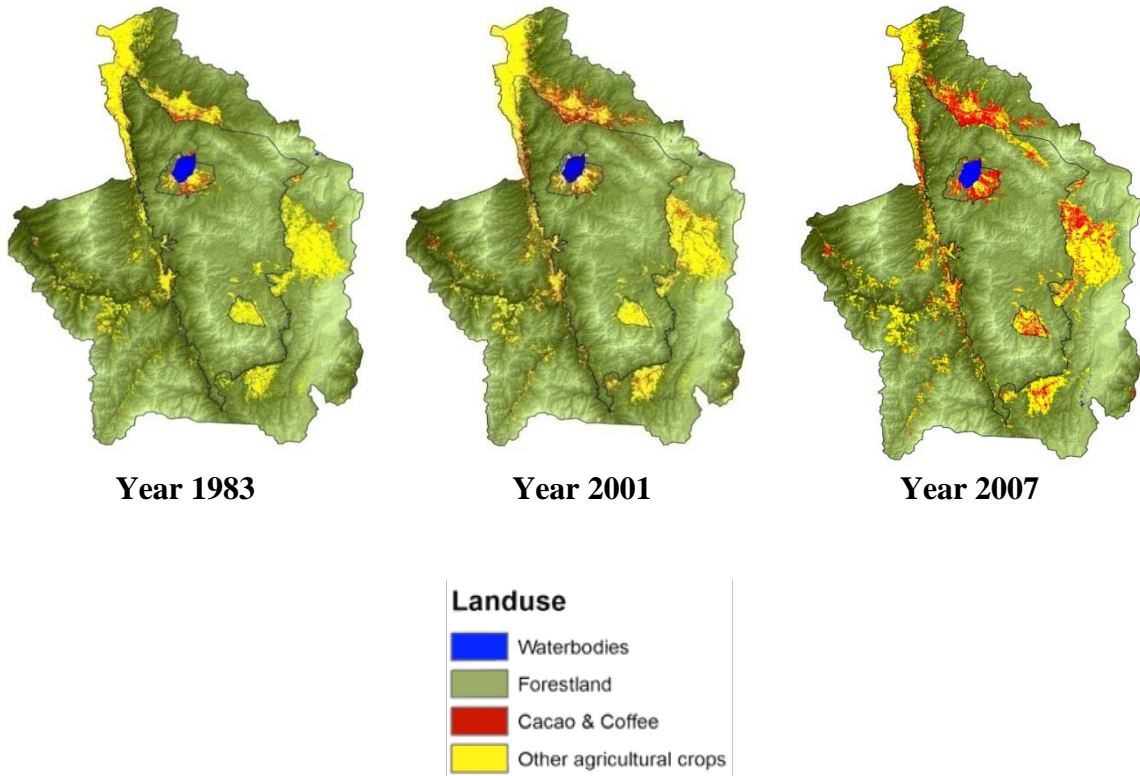 Year 1983
Year 2001
Year 2007
Landuse
Waterbodies
Forestland
Cacao & Coffee
Other agricultural crops